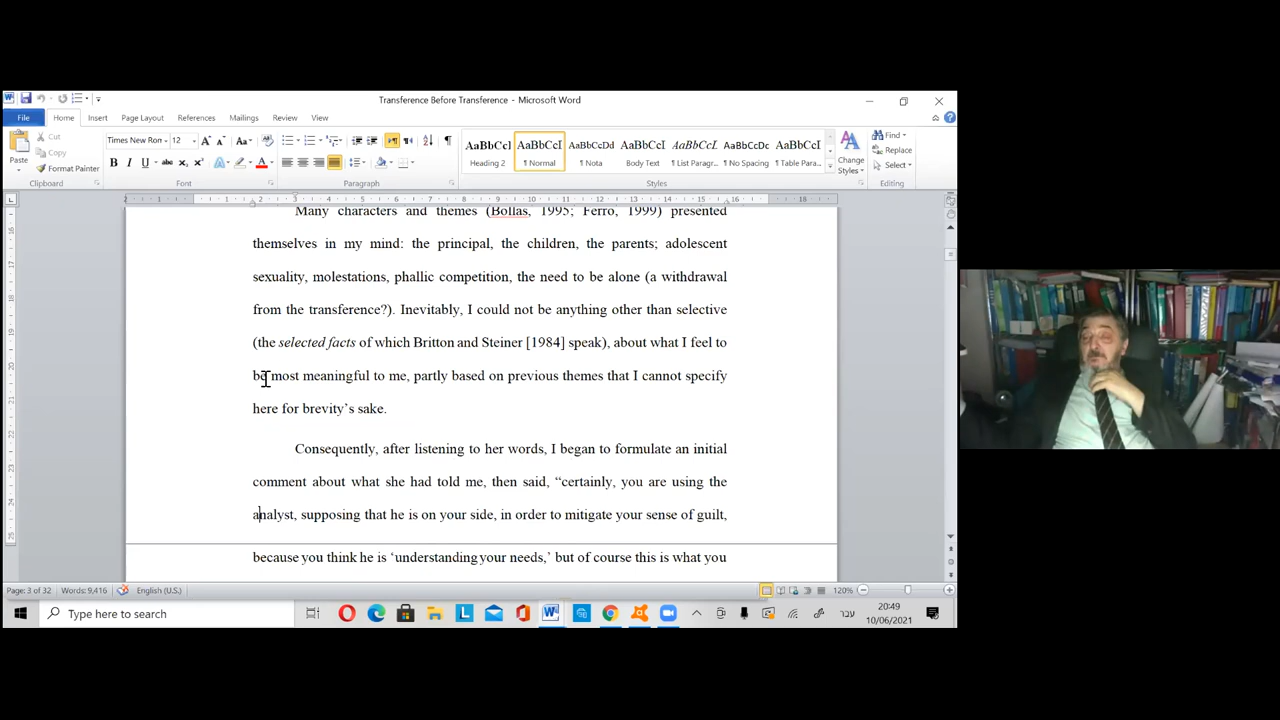 Transference Before Transference - Microsoft Word
File Home Insert Page Layout References Mailings Review View
Cut
Copy
Format Painter
Paste
Clipboard
Times New Ron 12
Font
Paragraph
AaBbCcI AaBbCcI AaBbCcDd AaBbCcI AaBbCcI AaBbCcDc AaBbCcI
Heading 2 ¶ Normal ¶ Nota Body Text ¶ List Paragr... ¶ No Spacing ¶ Table Para...
Styles
Change
Styles
Find
Replace
Select
Editing
Many characters and themes (Bollas, 1995; Ferro, 1999) presented
themselves in my mind: the principal, the children, the parents; adolescent
sexuality, molestations, phallic competition, the need to be alone (a withdrawal
from the transference?). Inevitably, I could not be anything other than selective
(the selected facts of which Britton and Steiner [1984] speak), about what I feel to
be most meaningful to me, partly based on previous themes that I cannot specify
here for brevity’s sake.
Consequently, after listening to her words, I began to formulate an initial
comment about what she had told me, then said, “certainly, you are using the
analyst, supposing that he is on your side, in order to mitigate your sense of guilt,
because you think he is ‘understanding your needs,’ but of course this is what you
Page: 3 of 32 Words: 9,416 English (U.S.) 120%
Type here to search
עבר
20:49
10/06/2021